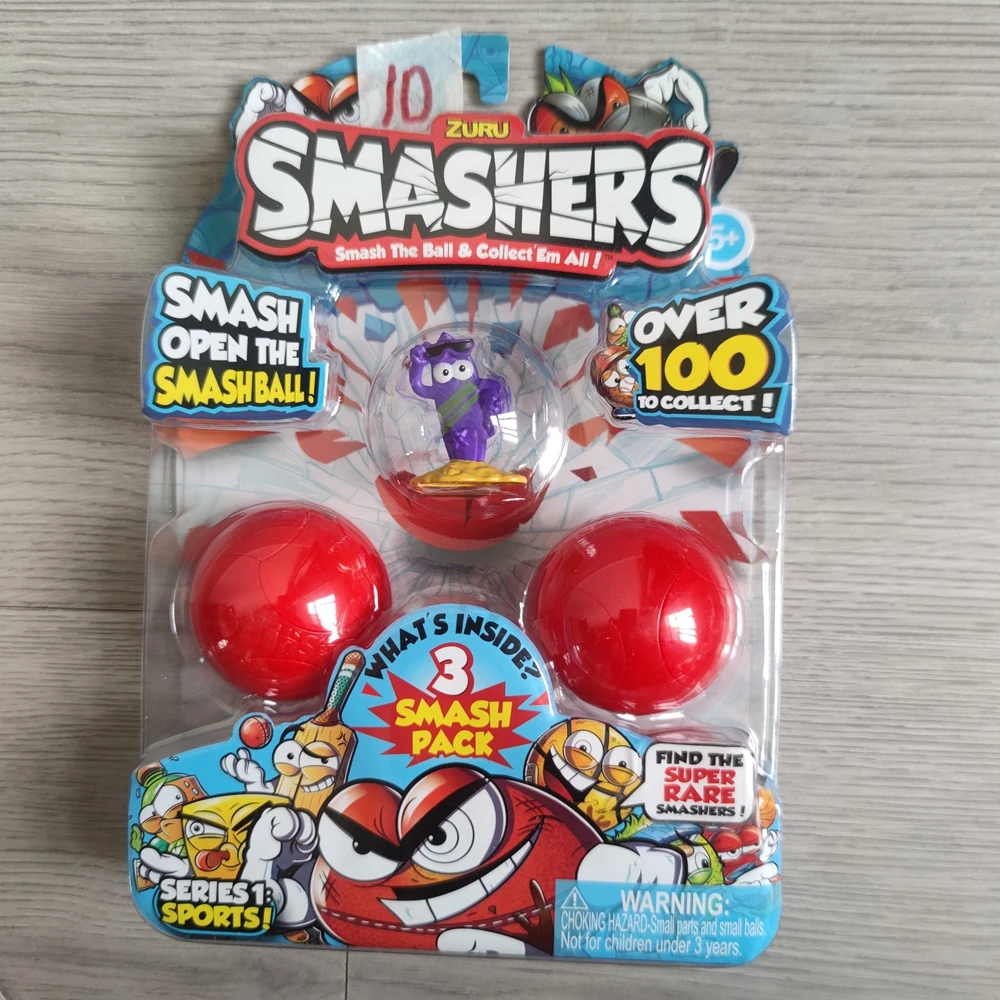 10
ZURU
SMASHERS
Smash The Ball & Collect 'Em All! ™
5+
SMASH
OPEN THE
SMASHBALL!
OVER
100
TO COLLECT!
WHAT'S INSIDE?
3
SMASH
PACK
FIND THE
SUPER
RARE
SMASHERS!
SERIES 1:
SPORTS!
WARNING:
CHOKING HAZARD-Small parts and small balls.
Not for children under 3 years.